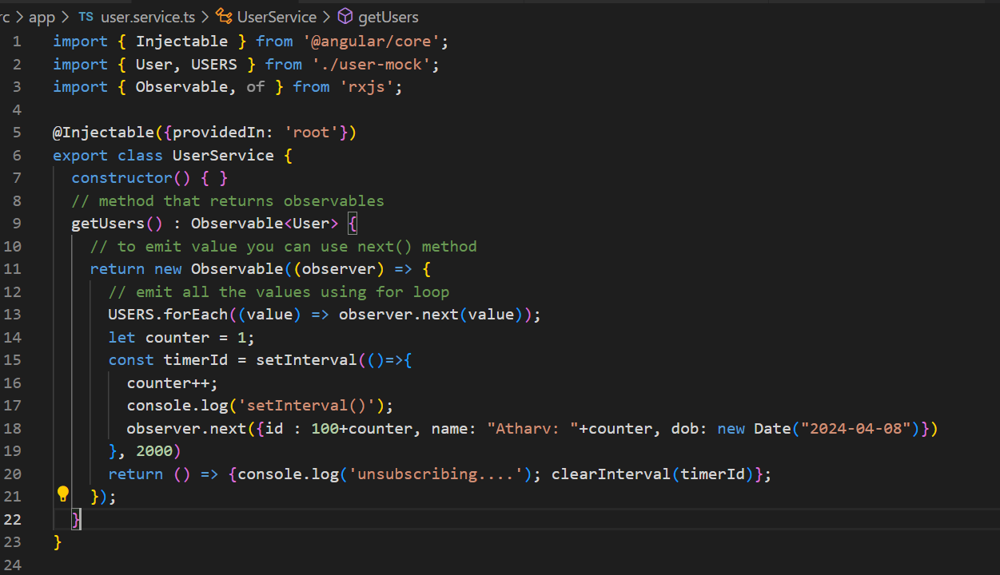 rc > app > TS user.service.ts > UserService > getUsers
1 import { Injectable } from '@angular/core';
2 import { User, USERS } from './user-mock';
3 import { Observable, of } from 'rxjs';
4
5 @Injectable({providedIn: 'root'})
6 export class UserService {
7   constructor() { }
8   // method that returns observables
9   getUsers() : Observable<User> {
10     // to emit value you can use next() method
11     return new Observable((observer) => {
12       // emit all the values using for loop
13       USERS.forEach((value) => observer.next(value));
14       let counter = 1;
15       const timerId = setInterval(()=>{
16         counter++;
17         console.log('setInterval()');
18         observer.next({id : 100+counter, name: "Atharv: "+counter, dob: new Date("2024-04-08")})
19       }, 2000)
20       return () => {console.log('unsubscribing....'); clearInterval(timerId)};
21     });
22   }
23 }
24